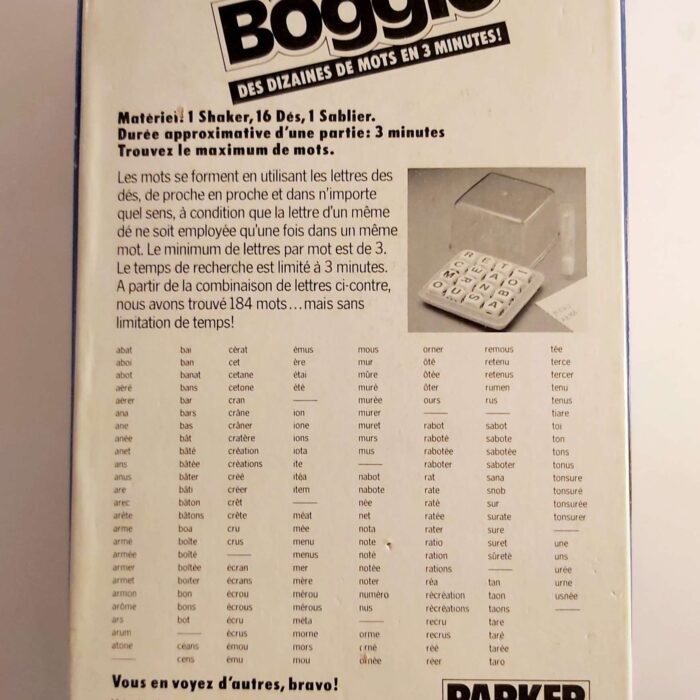 Boggle
DES DIZAINES DE MOTS EN 3 MINUTES!
Matériel: 1 Shaker, 16 Dés, 1 Sablier.
Durée approximative d'une partie: 3 minutes
Trouvez le maximum de mots.
Les mots se forment en utilisant les lettres des
dés, de proche en proche et dans n'importe
quel sens, à condition que la lettre d'un même
dé ne soit employée qu'une fois dans un même
mot. Le minimum de lettres par mot est de 3.
Le temps de recherche est limité à 3 minutes.
A partir de la combinaison de lettres ci-contre,
nous avons trouvé 184 mots...mais sans
limitation de temps!
abat bai cérat émus mous orner remous tée
aboi ban cet ère mur ôté retenu terce
abot banat cetane étai mûre ôtée retenus tercer
aéré bans cetone été muré ôter rumen tenu
aérer bar cran murée ours rus tenus
ana bars crâne ion murer tiare
ane bas crâner ione muret rabot sabot toi
anée bât cratère ions murs raboté sabote ton
anet bâté création iota mus rabotée sabotée tons
ans bâtée créations ite raboter saboter tonus
anus bâter créé itéa nabot rat sana tonsure
are bâti créer item nabote rate snob tonsuré
arec bâton crêt née raté sur tonsurée
arête bâtons crête méat net ratée surate tonsurer
arme boa cru mée nota rater sure
armé boîte crus menu note ratio suret une
armée boité menus noté ration sûreté uns
armer boitée écran mer notée rations urée
armet boiter écrans mère noter réa tan urne
armon bon écrou mérou numéro récréation taon usnée
arôme bons écrous mérous nus récréations taons
ars bot écru méta recru tare
arum écrus morne orme recrus taré
atone céans ému mors orné réé tarée
cens ému mou ornée réer taro
Vous en voyez d'autres, bravo!
PARKER